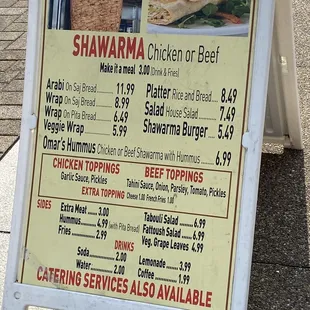 SHAWARMA Chicken or Beef
Make it a meal 3.00 (Drink & Fries)
Arabi On Saj Bread 11.99
Wrap On Saj Bread 8.99
Wrap On Pita Bread 6.49
Veggie Wrap 5.99
Platter Rice and Bread 8.49
Salad House Salad 7.49
Shawarma Burger 5.49
Omar's Hummus Chicken or Beef Shawarma with Hummus 6.99
CHICKEN TOPPINGS
Garlic Sauce, Pickles
BEEF TOPPINGS
Tahini Sauce, Onion, Parsley, Tomato, Pickles
EXTRA TOPPING Cheese 1.00 French Fries 1.00
SIDES
Extra Meat 3.00
Hummus 4.99 (with Pita Bread)
Fries 2.99
Tabouli Salad 6.99
Fattoush Salad 6.99
Veg. Grape Leaves 4.99
DRINKS
Soda 2.00
Water 2.00
Lemonade 3.99
Coffee 1.99
CATERING SERVICES ALSO AVAILABLE